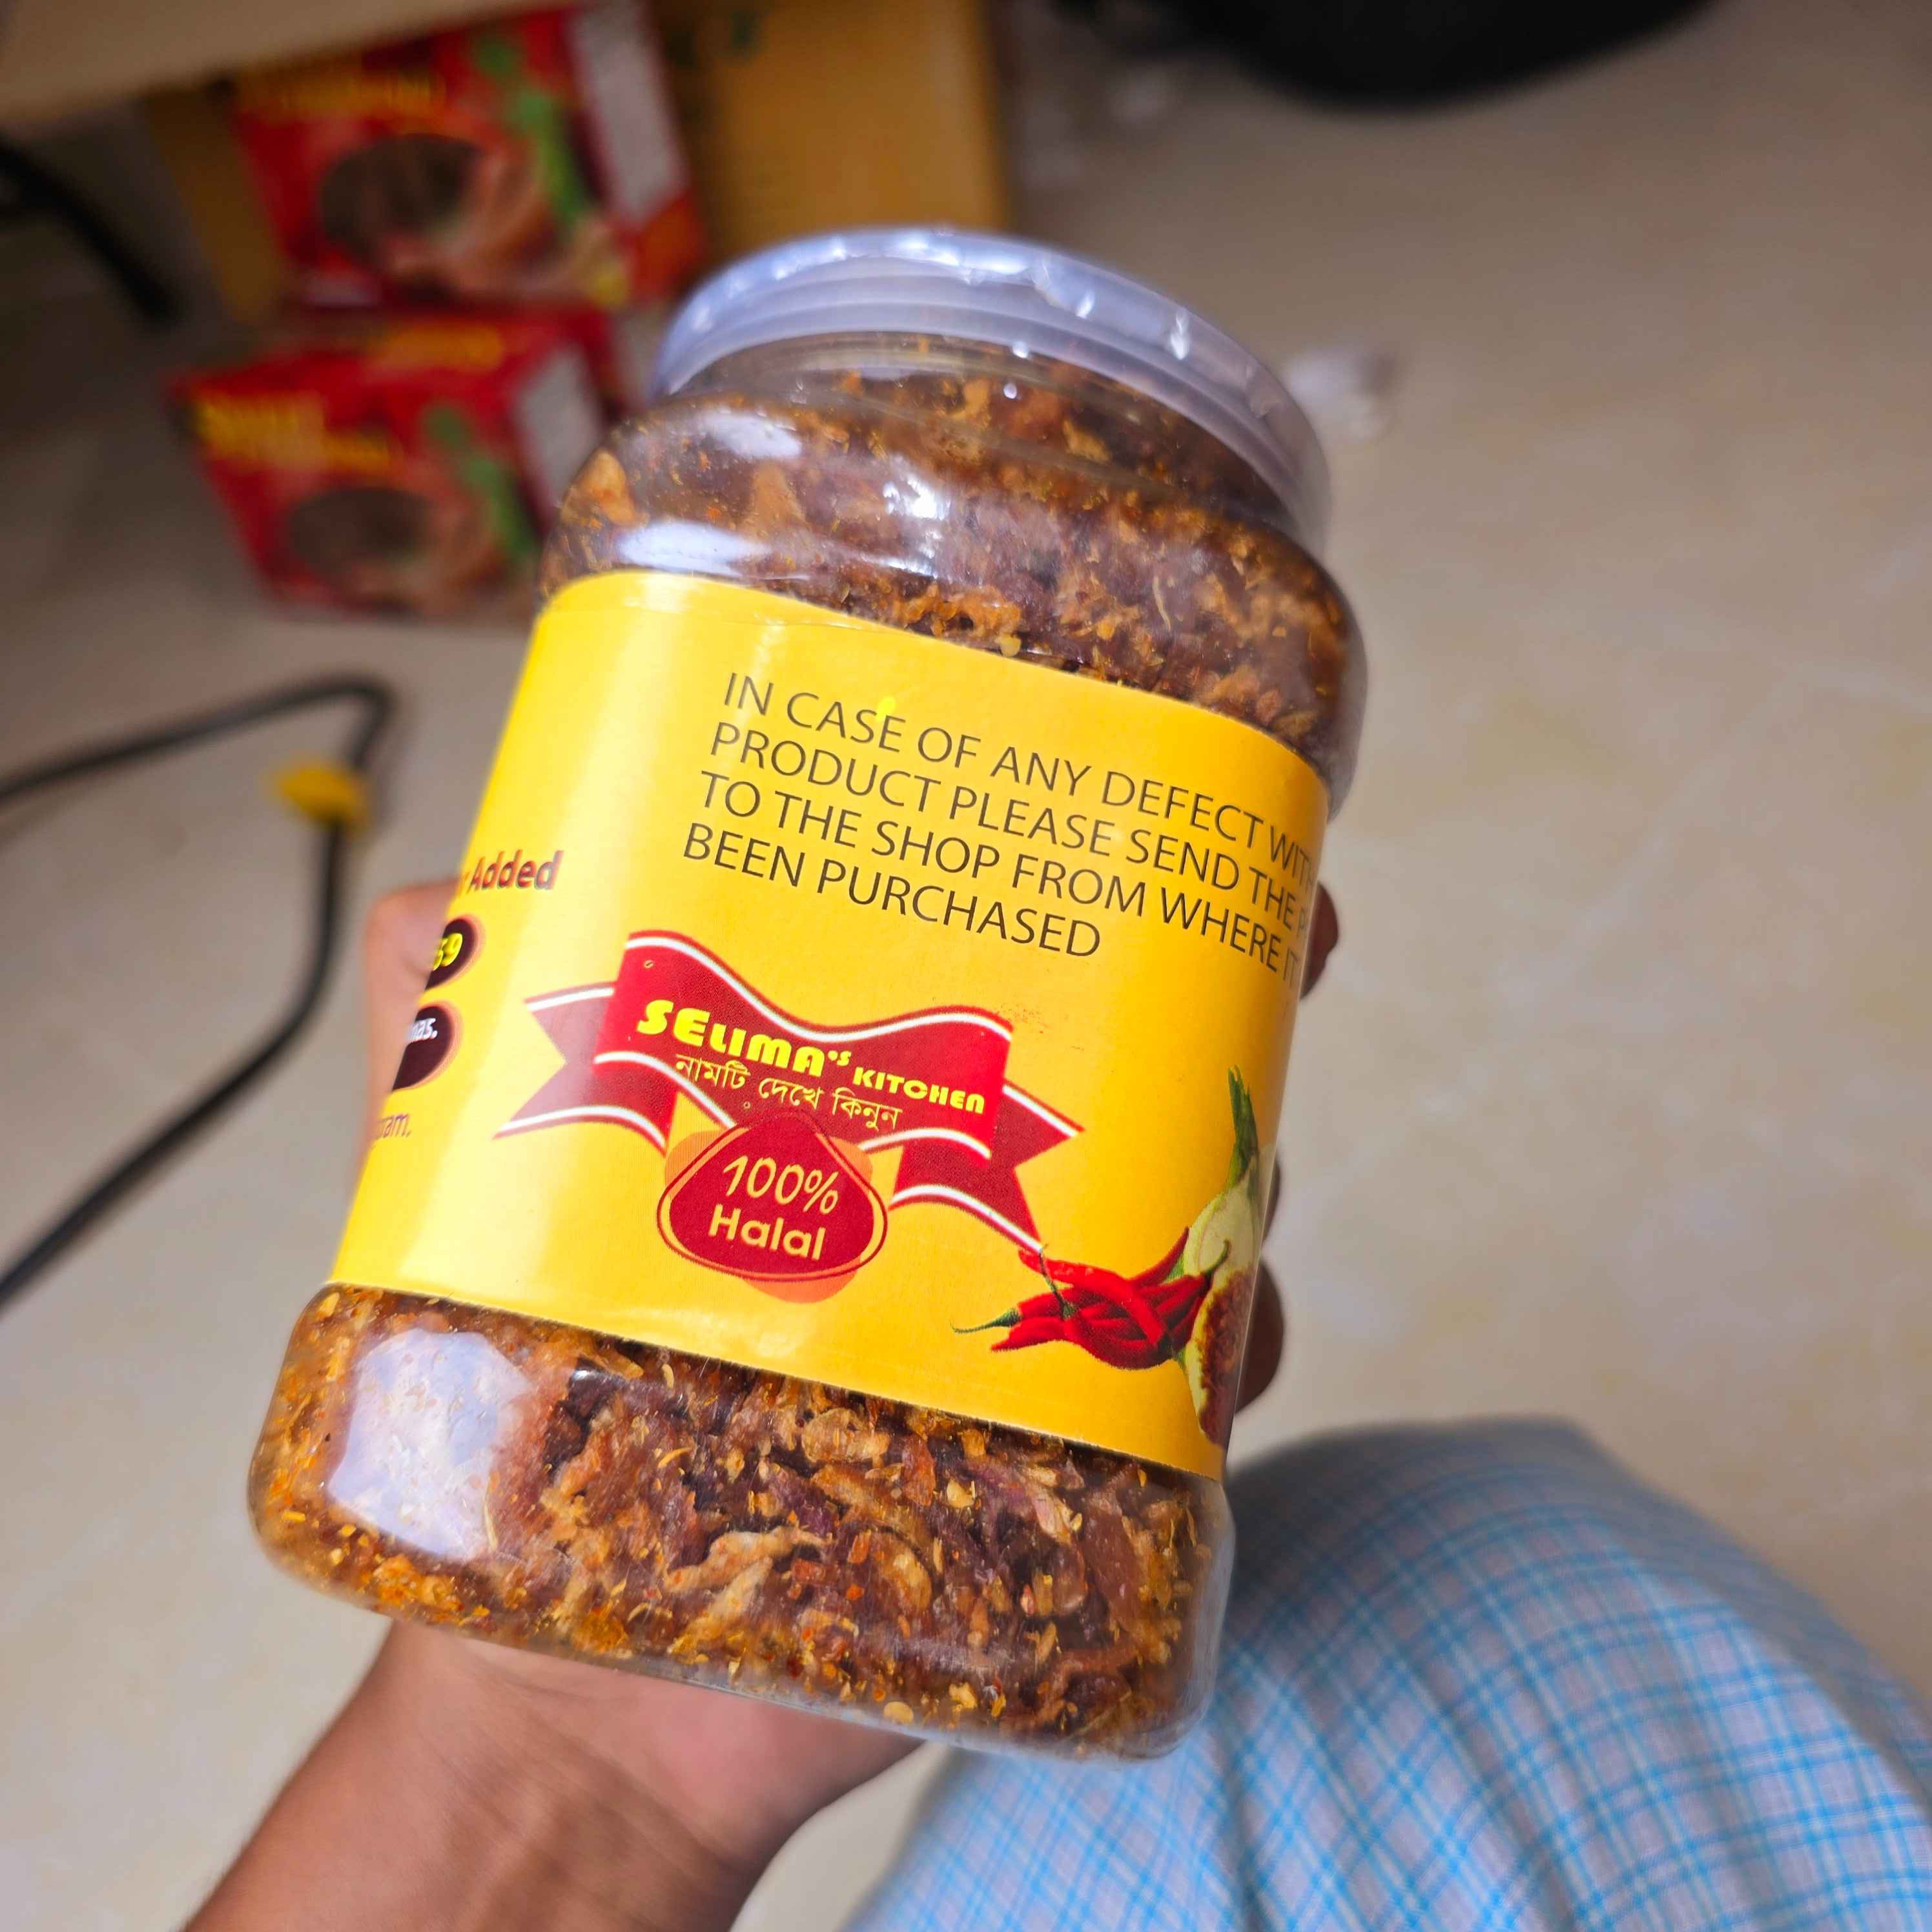 IN CASE OF ANY DEFECT WITH
PRODUCT PLEASE SEND THE
TO THE SHOP FROM WHERE IT
BEEN PURCHASED
Added
SELIMA'S KITCHEN
নামটি দেখে কিনুন
100%
Halal